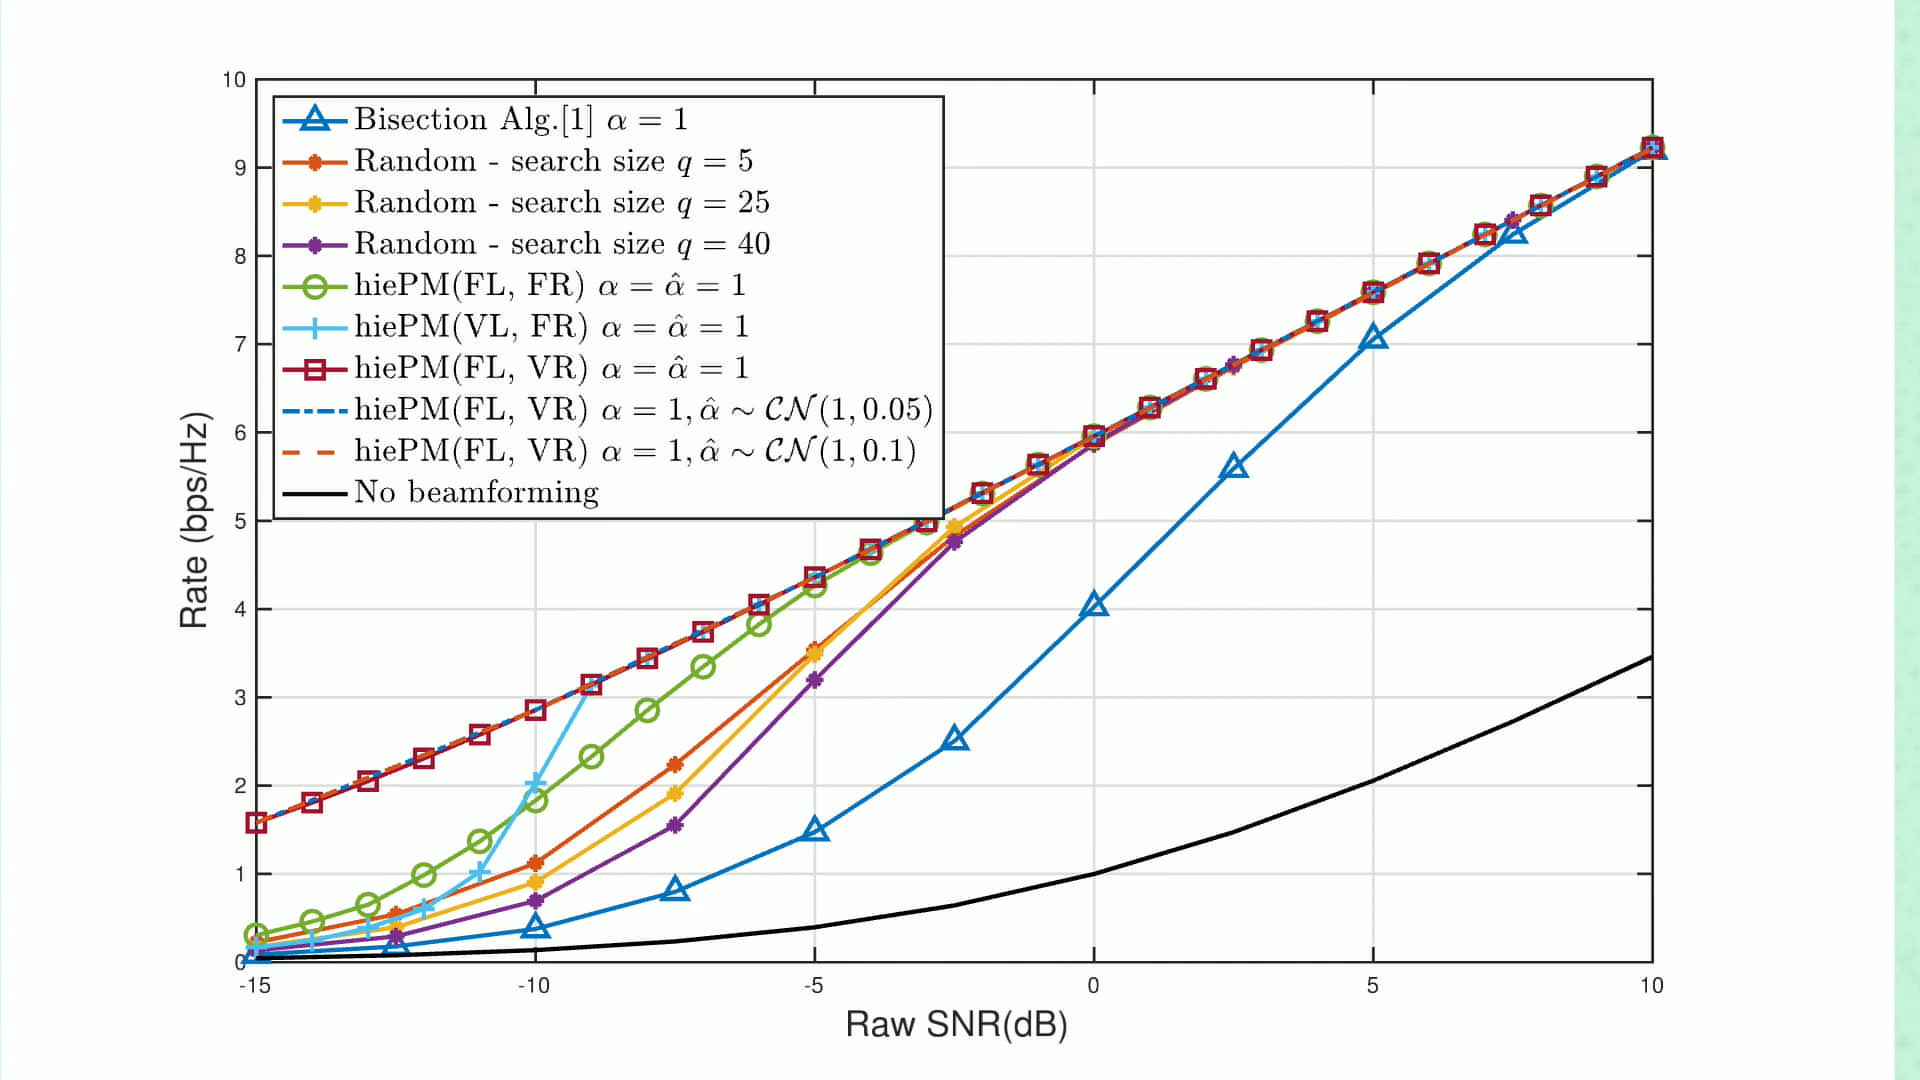 10
9
8
7
6
5
4
3
2
1
0
Rate (bps/Hz)
Bisection Alg.[1] α = 1
Random - search size q = 5
Random - search size q = 25
Random - search size q = 40
hiePM(FL, FR) α = α̂ = 1
hiePM(VL, FR) α = α̂ = 1
hiePM(FL, VR) α = α̂ = 1
hiePM(FL, VR) α = 1, α̂ ∼ 𝒞𝒩(1, 0.05)
hiePM(FL, VR) α = 1, α̂ ∼ 𝒞𝒩(1, 0.1)
No beamforming
-15 -10 -5 0 5 10
Raw SNR(dB)